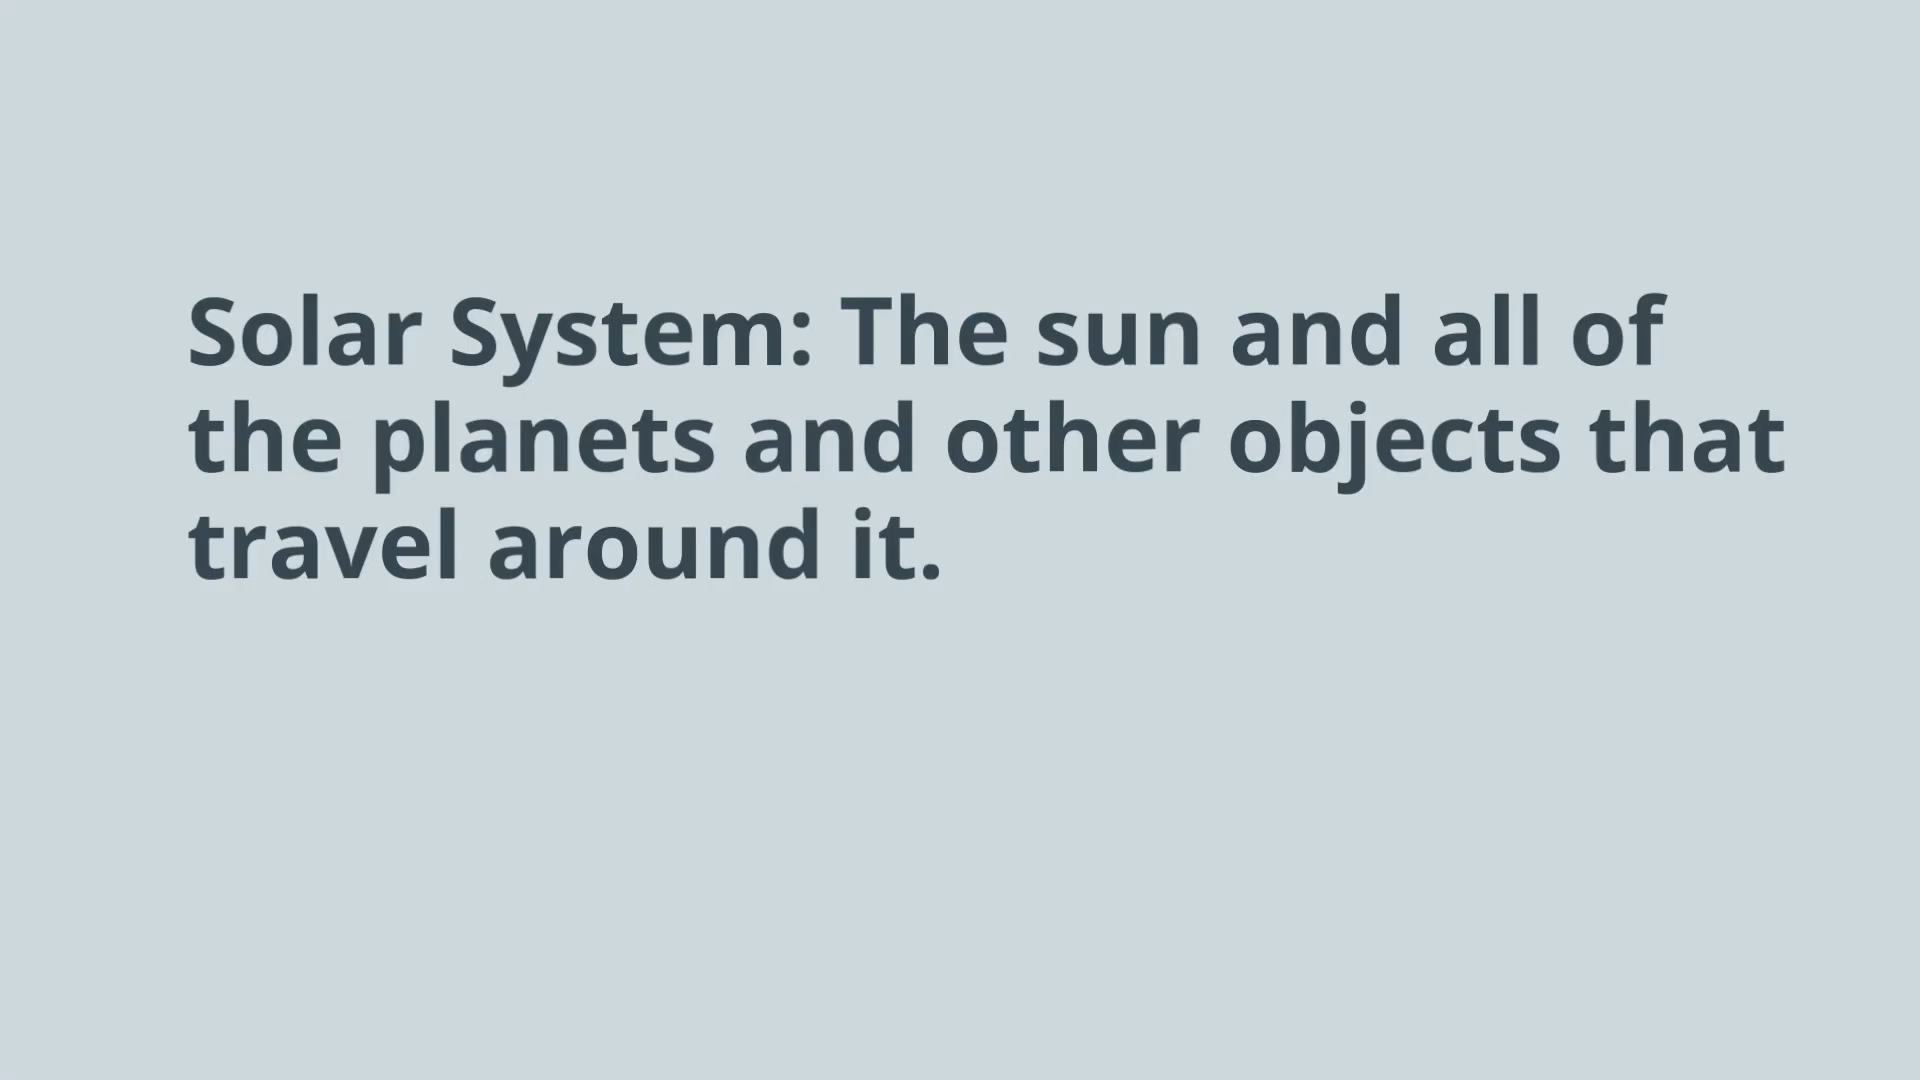 Solar System: The sun and all of
the planets and other objects that
travel around it.